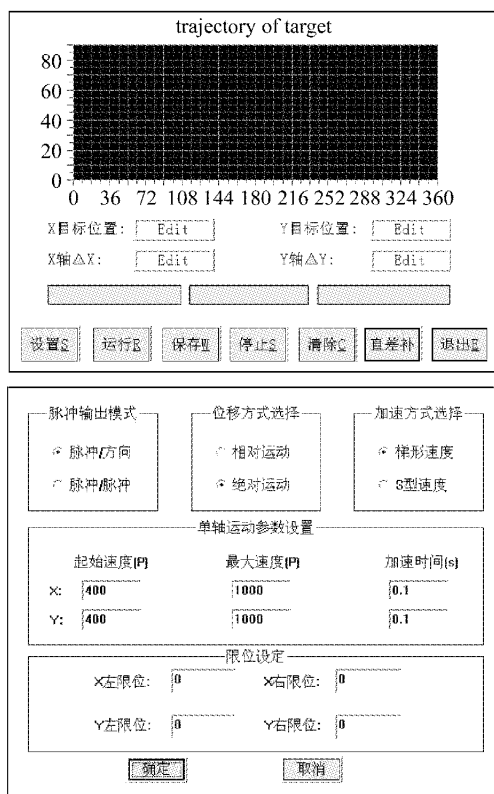 trajectory of target
80
60
40
20
0
0 36 72 108 144 180 216 252 288 324 360
X目标位置: Edit Y目标位置: Edit
X轴△X: Edit Y轴△Y: Edit
设置S 运行R 保存W 停止S 清除C 直差补 退出E
脉冲输出模式 位移方式选择 加速方式选择
脉冲/方向 相对运动 梯形速度
脉冲/脉冲 绝对运动 S型速度
单轴运动参数设置
起始速度(P) 最大速度(P) 加速时间(s)
X: 400 1000 0.1
Y: 400 1000 0.1
限位设定
X左限位: 0 X右限位: 0
Y左限位: 0 Y右限位: 0
确定 取消